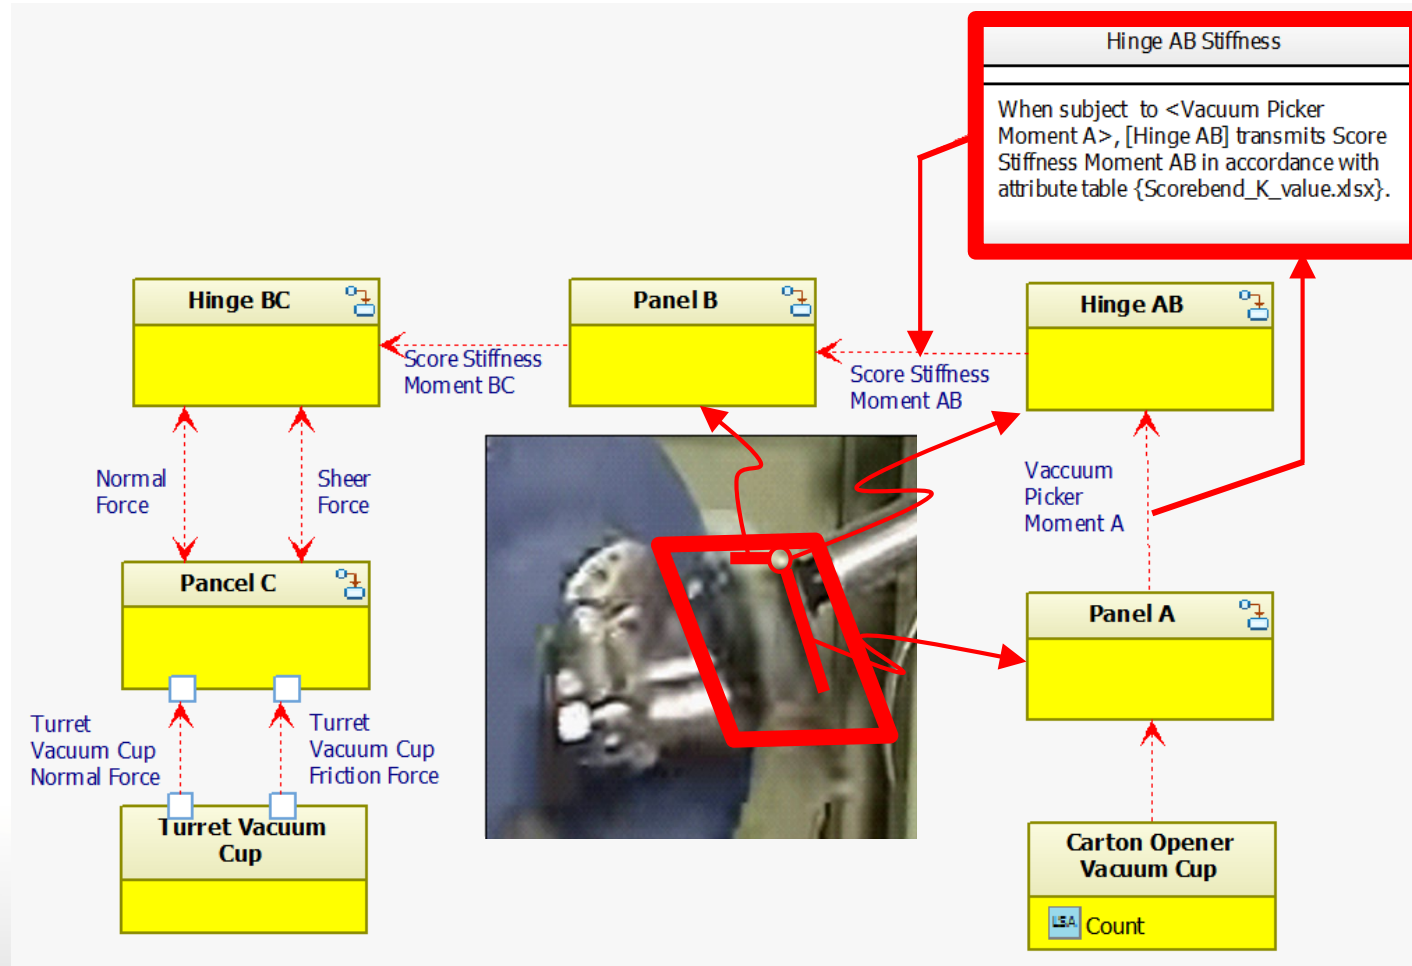 Hinge AB Stiffness
When subject to <Vacuum Picker
Moment A>, [Hinge AB] transmits Score
Stiffness Moment AB in accordance with
attribute table {Scorebend_K_value.xlsx}.
Hinge BC
Panel B
Hinge AB
Score Stiffness
Moment BC
Score Stiffness
Moment AB
Normal
Force
Sheer
Force
Vaccuum
Picker
Moment A
Pancel C
Panel A
Turret
Vacuum Cup
Normal Force
Turret
Vacuum Cup
Friction Force
Turret Vacuum
Cup
Carton Opener
Vacuum Cup
Count